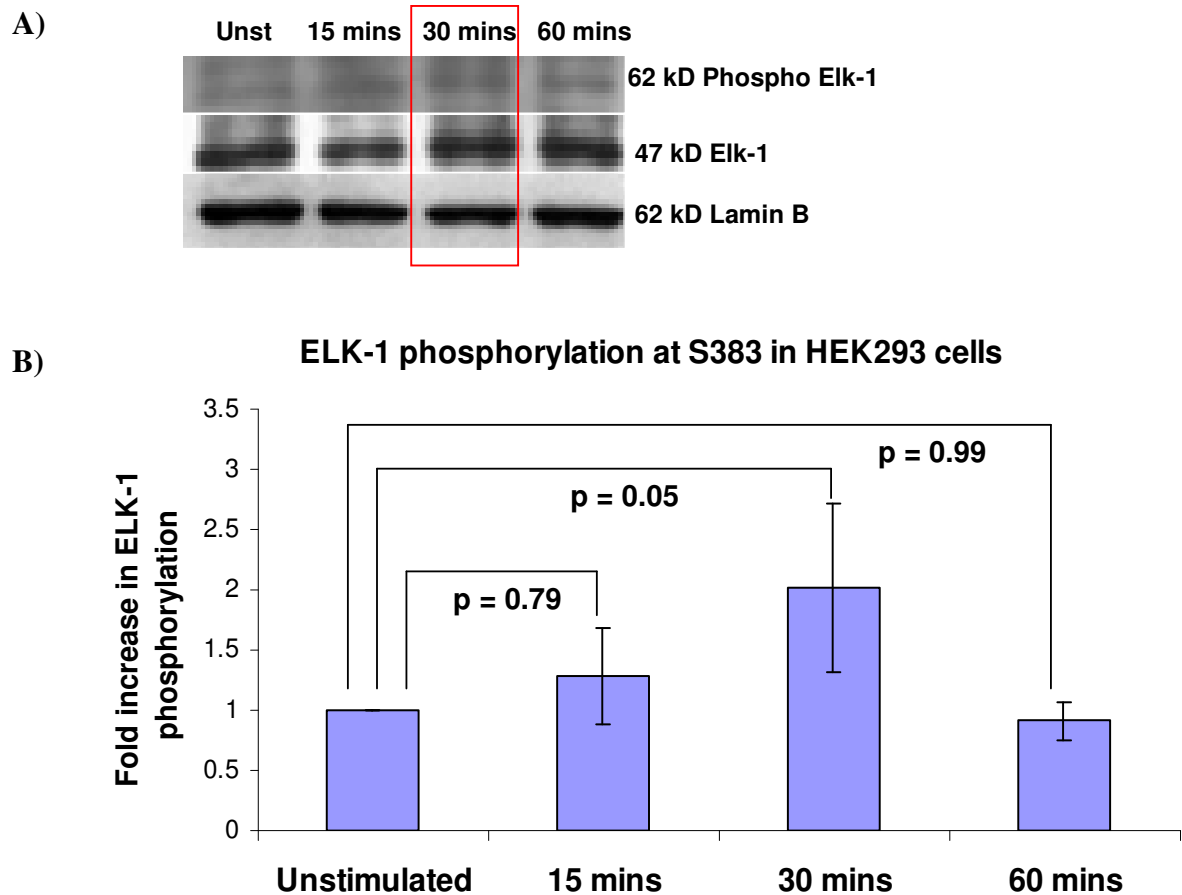 A)
Unst 15 mins 30 mins 60 mins
62 kD Phospho Elk-1
47 kD Elk-1
62 kD Lamin B
B)
ELK-1 phosphorylation at S383 in HEK293 cells
Fold increase in ELK-1
phosphorylation
3.5
3
2.5
2
1.5
1
0.5
0
p = 0.99
p = 0.05
p = 0.79
Unstimulated 15 mins 30 mins 60 mins